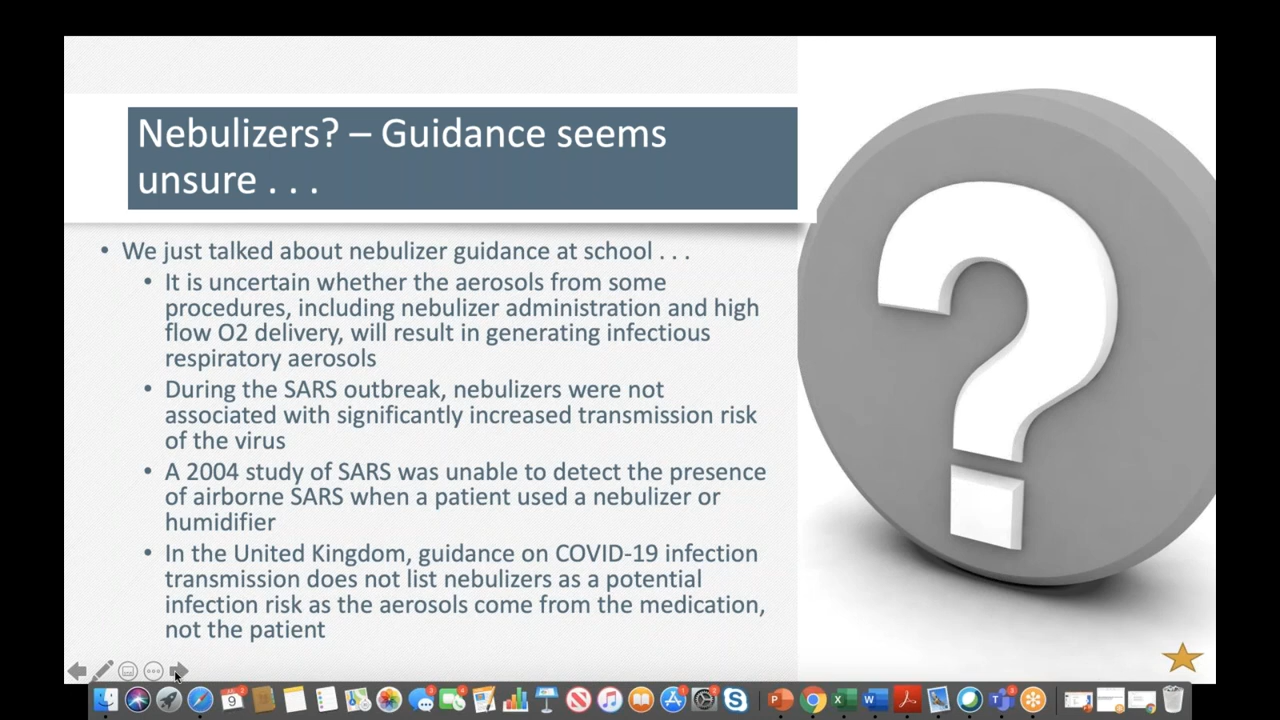 Nebulizers? – Guidance seems
unsure . . .
• We just talked about nebulizer guidance at school . . .
• It is uncertain whether the aerosols from some
procedures, including nebulizer administration and high
flow O2 delivery, will result in generating infectious
respiratory aerosols
• During the SARS outbreak, nebulizers were not
associated with significantly increased transmission risk
of the virus
• A 2004 study of SARS was unable to detect the presence
of airborne SARS when a patient used a nebulizer or
humidifier
• In the United Kingdom, guidance on COVID-19 infection
transmission does not list nebulizers as a potential
infection risk as the aerosols come from the medication,
not the patient
?
9